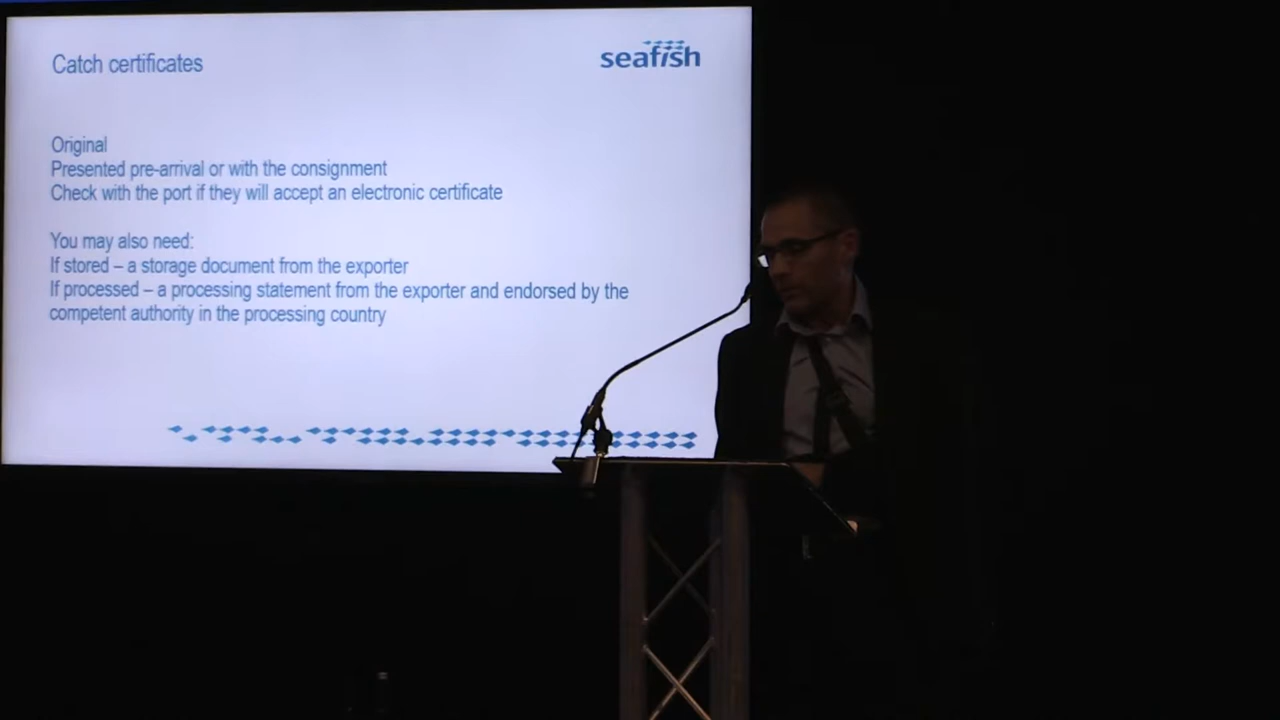 Catch certificates
seafish
Original
Presented pre-arrival or with the consignment
Check with the port if they will accept an electronic certificate
You may also need:
If stored – a storage document from the exporter
If processed – a processing statement from the exporter and endorsed by the
competent authority in the processing country